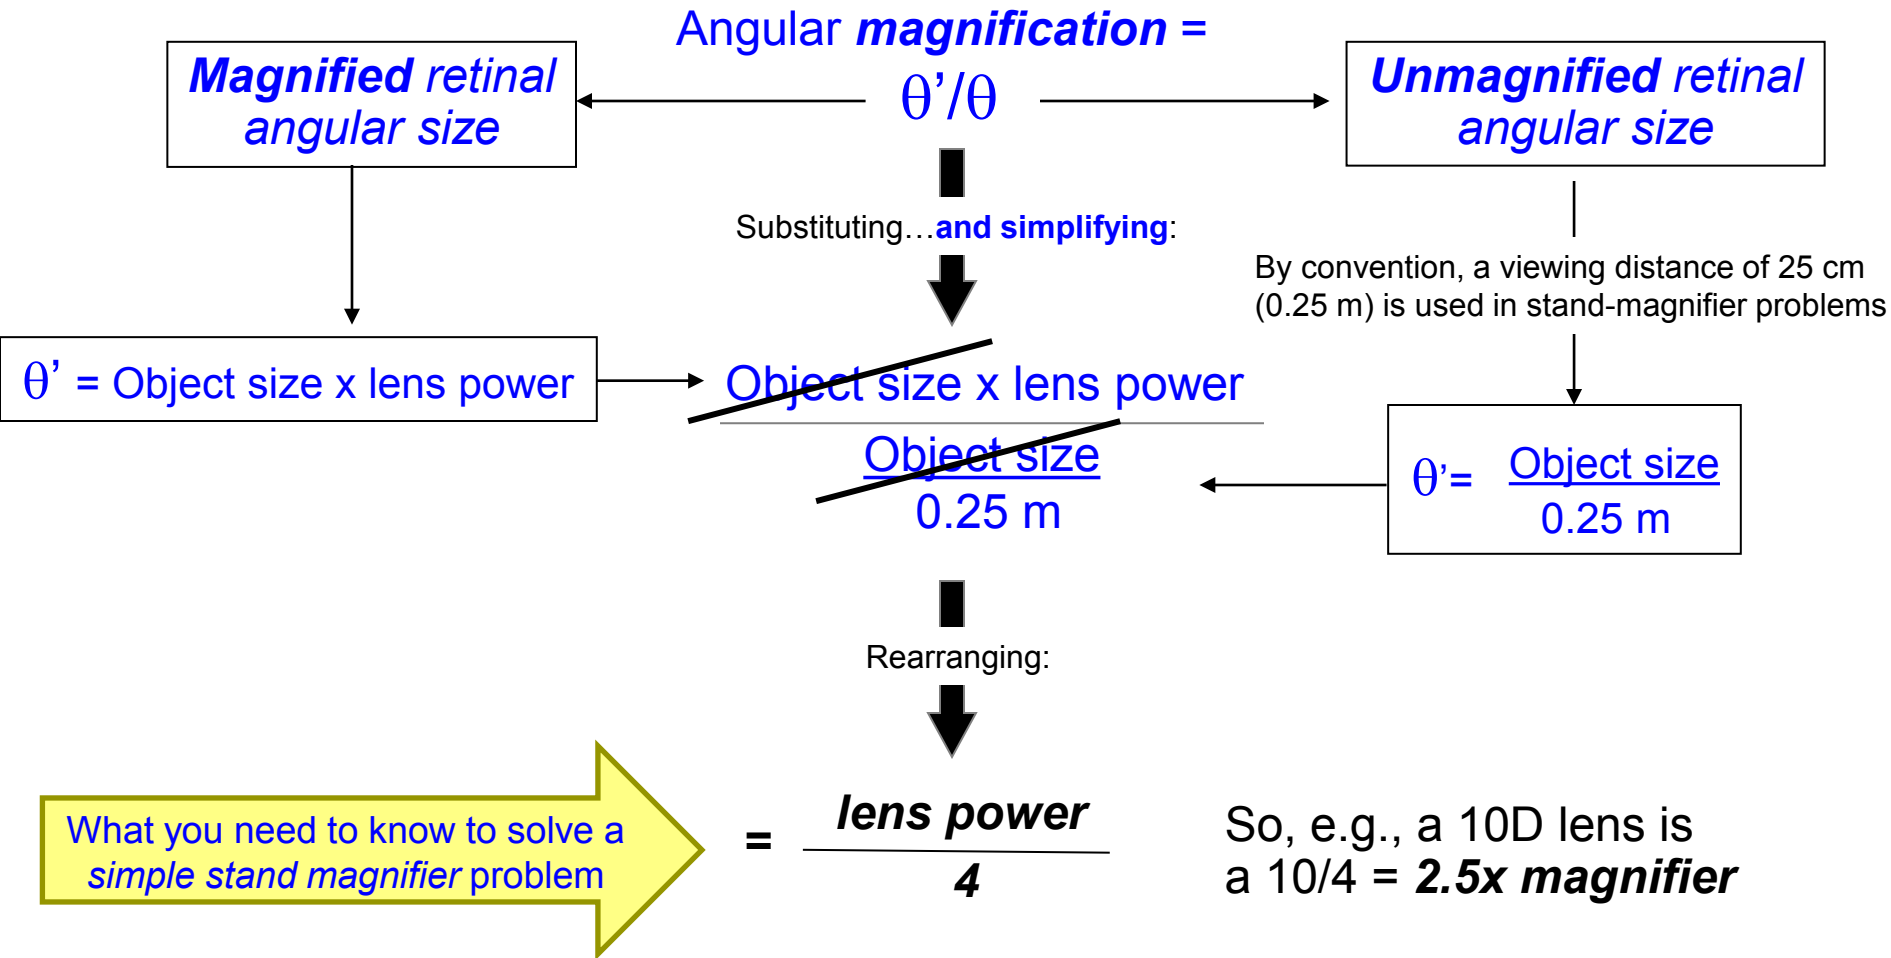 Angular magnification =
θ’/θ
Magnified retinal
angular size
Unmagnified retinal
angular size
Substituting…and simplifying:
By convention, a viewing distance of 25 cm
(0.25 m) is used in stand-magnifier problems
θ’ = Object size x lens power
Object size x lens power
Object size
0.25 m
θ’= Object size
0.25 m
Rearranging:
What you need to know to solve a
simple stand magnifier problem
= lens power
4
So, e.g., a 10D lens is
a 10/4 = 2.5x magnifier